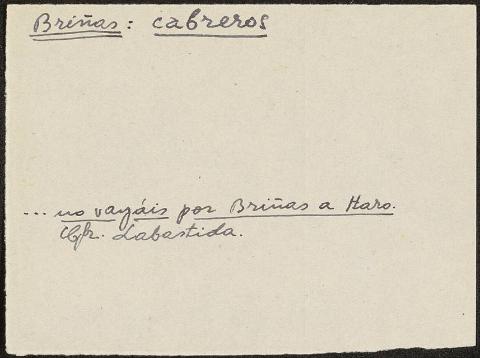 Briñas: cabreros
... no vayáis por Briñas a Haro.
Cfr. Labastida.